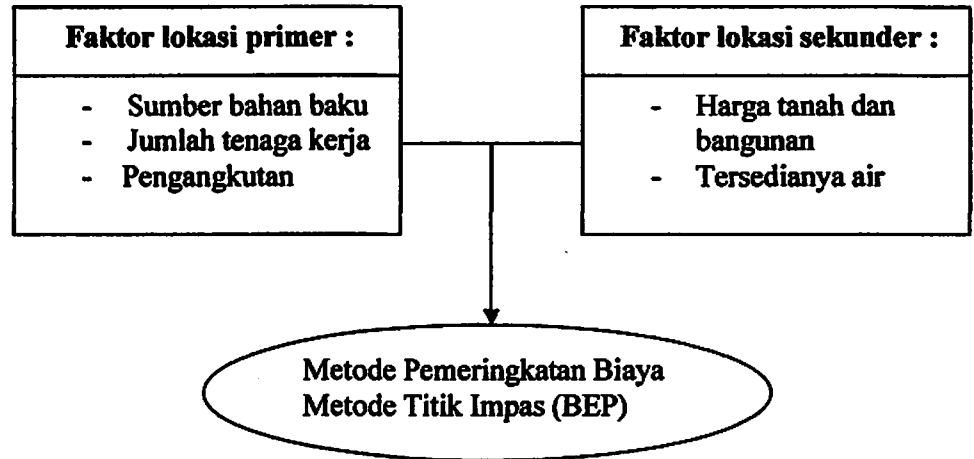 Faktor lokasi primer :
- Sumber bahan baku
- Jumlah tenaga kerja
- Pengangkutan
Faktor lokasi sekunder :
- Harga tanah dan
bangunan
- Tersedianya air
Metode Pemeringkatan Biaya
Metode Titik Impas (BEP)